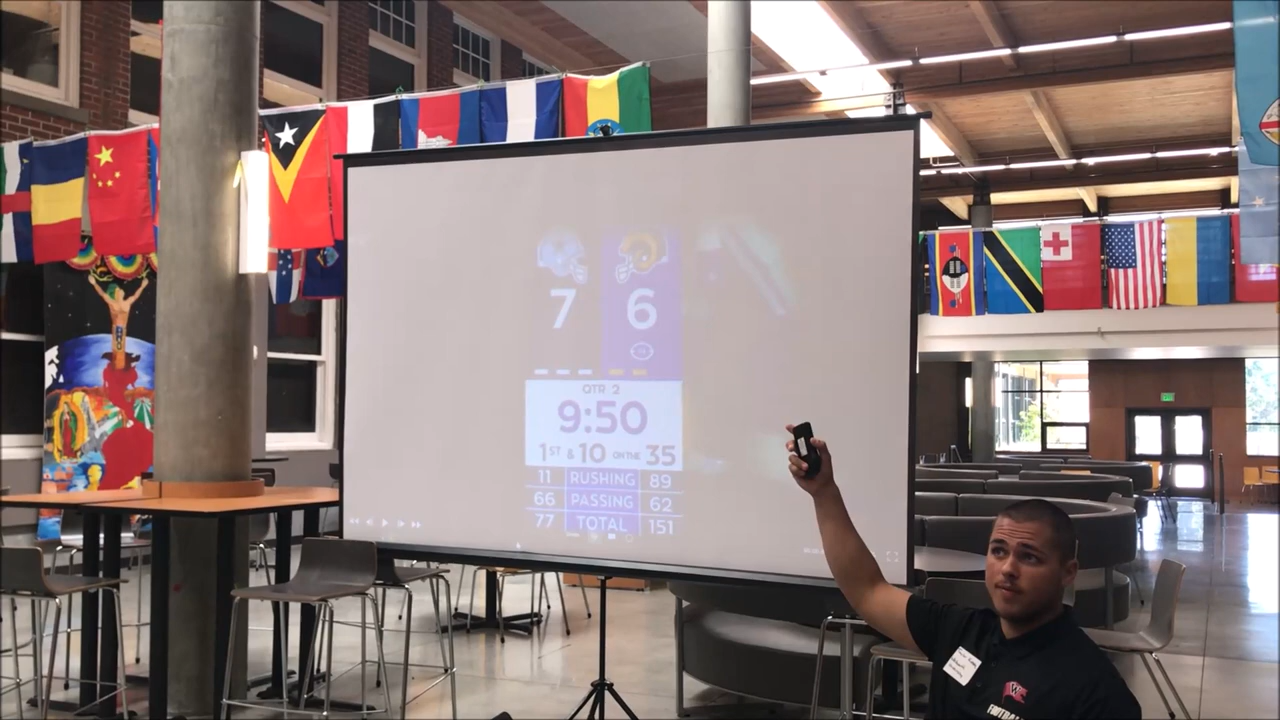 7 6
QTR 2
9:50
1ST & 10 ON THE 35
11 RUSHING 89
66 PASSING 62
77 TOTAL 151
W
FOOTBALL